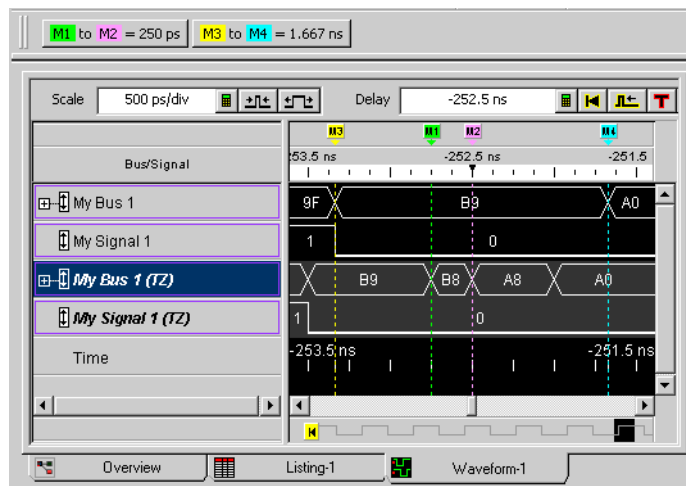 M1 to M2 = 250 ps M3 to M4 = 1.667 ns
Scale 500 ps/div Delay -252.5 ns T
M3 M1 M2 M4
Bus/Signal :53.5 ns -252.5 ns -251.5
My Bus 1 9F B9 A0
My Signal 1 1 0
My Bus 1 (TZ) B9 B8 A8 A0
My Signal 1 (TZ) 1 0
Time -253.5 ns -251.5 ns
Overview Listing-1 Waveform-1